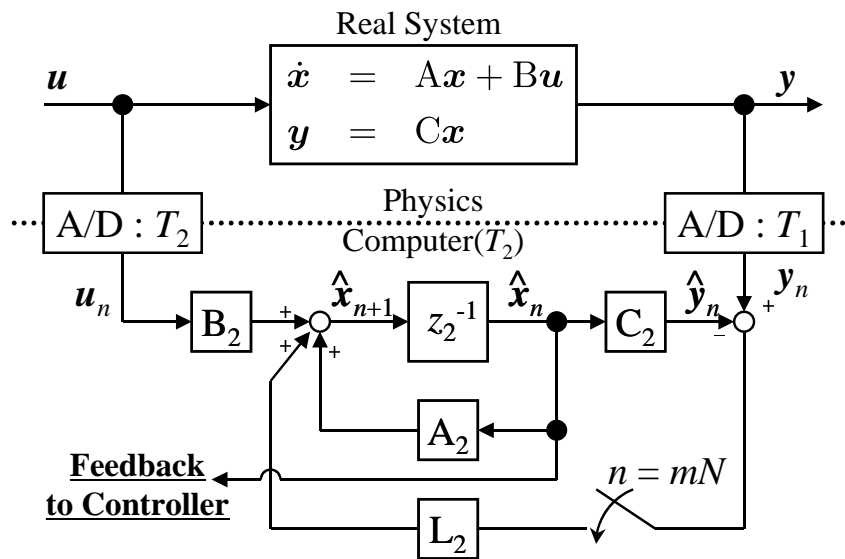 Real System
u
ẋ = Ax + Bu
y = Cx
y
A/D : T₂
Physics
Computer(T₂)
A/D : T₁
uₙ
B₂
+
+
+
x̂ₙ₊₁
z₂⁻¹
x̂ₙ
C₂
ŷₙ
yₙ
+
−
A₂
Feedback
to Controller
L₂
n = mN